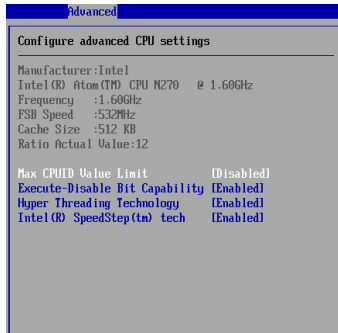 Advanced
Configure advanced CPU settings
Manufacturer:Intel
Intel(R) Atom(TM) CPU N270 @ 1.60GHz
Frequency :1.60GHz
FSB Speed :532MHz
Cache Size :512 KB
Ratio Actual Value:12
Max CPUID Value Limit [Disabled]
Execute-Disable Bit Capability [Enabled]
Hyper Threading Technology [Enabled]
Intel(R) SpeedStep(tm) tech [Enabled]